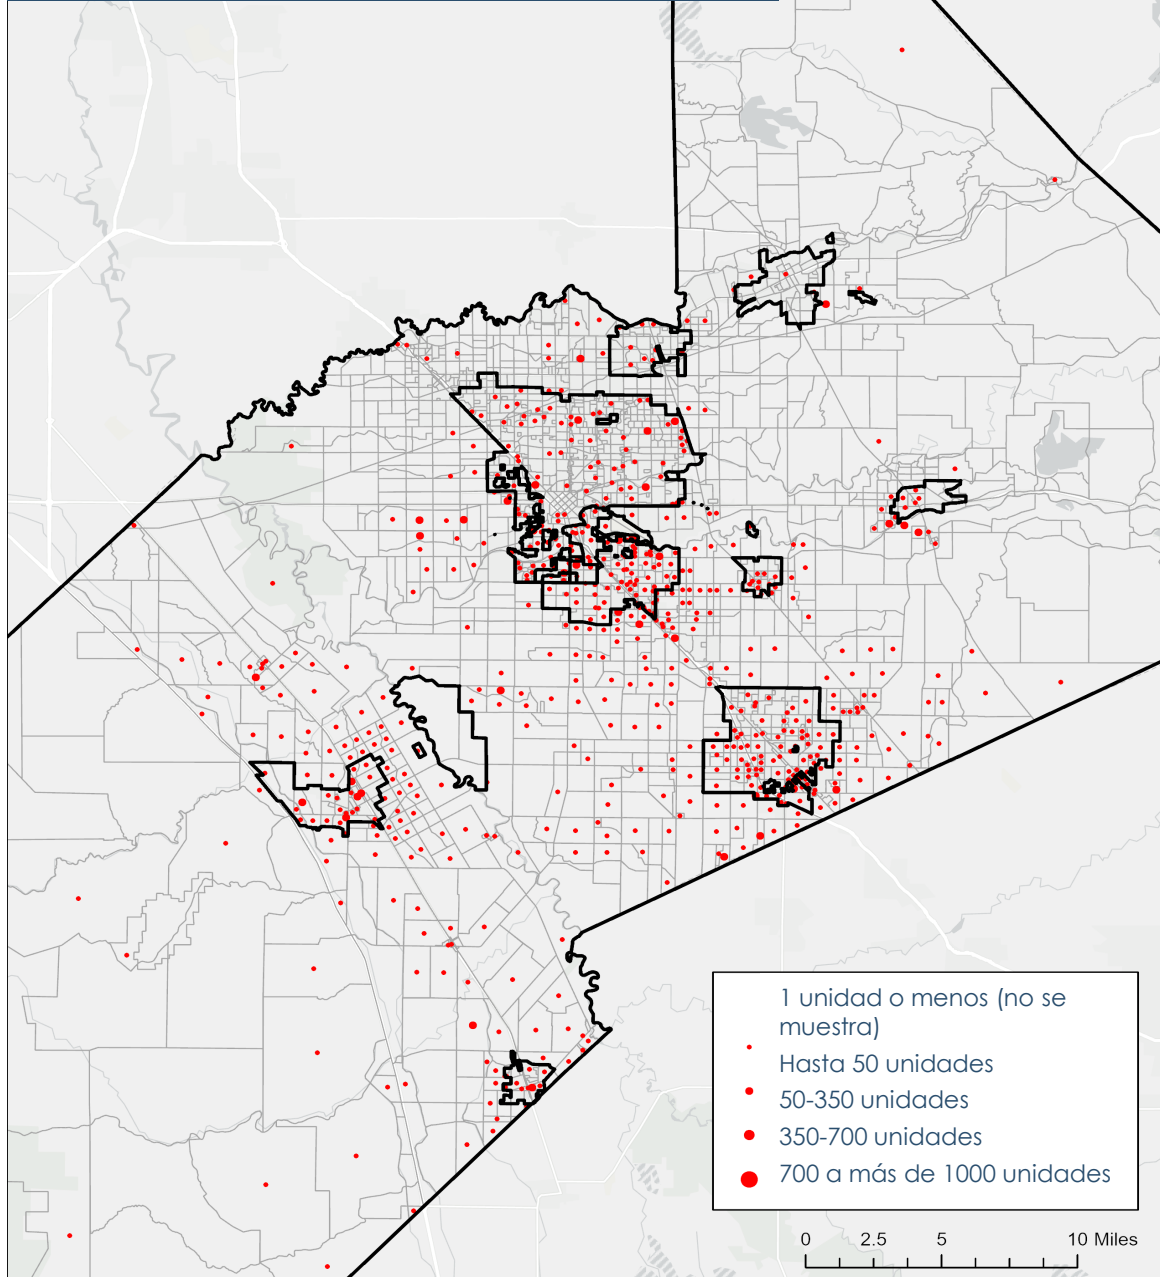 1 unidad o menos (no se
muestra)
Hasta 50 unidades
50-350 unidades
350-700 unidades
700 a más de 1000 unidades
0 2.5 5 10 Miles